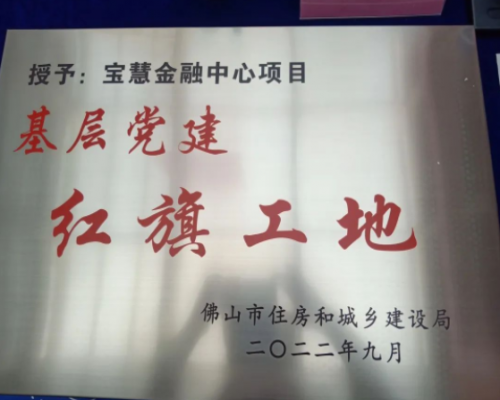 授予：宝慧金融中心项目
基层党建
红旗工地
佛山市住房和城乡建设局
二〇二二年九月